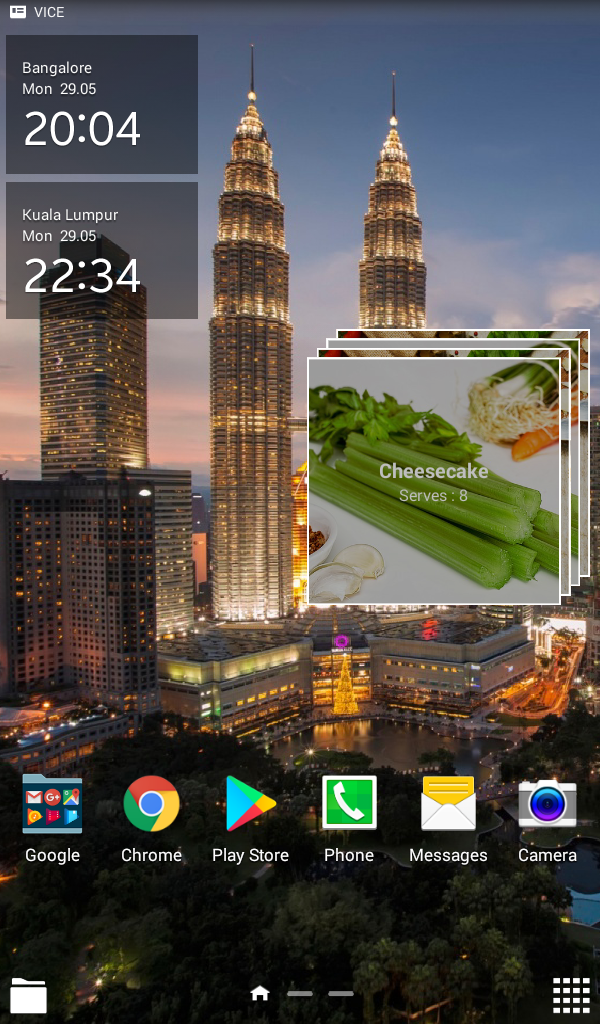 VICE
Bangalore
Mon 29.05
20:04
Kuala Lumpur
Mon 29.05
22:34
Cheesecake
Serves : 8
Google
Chrome
Play Store
Phone
Messages
Camera